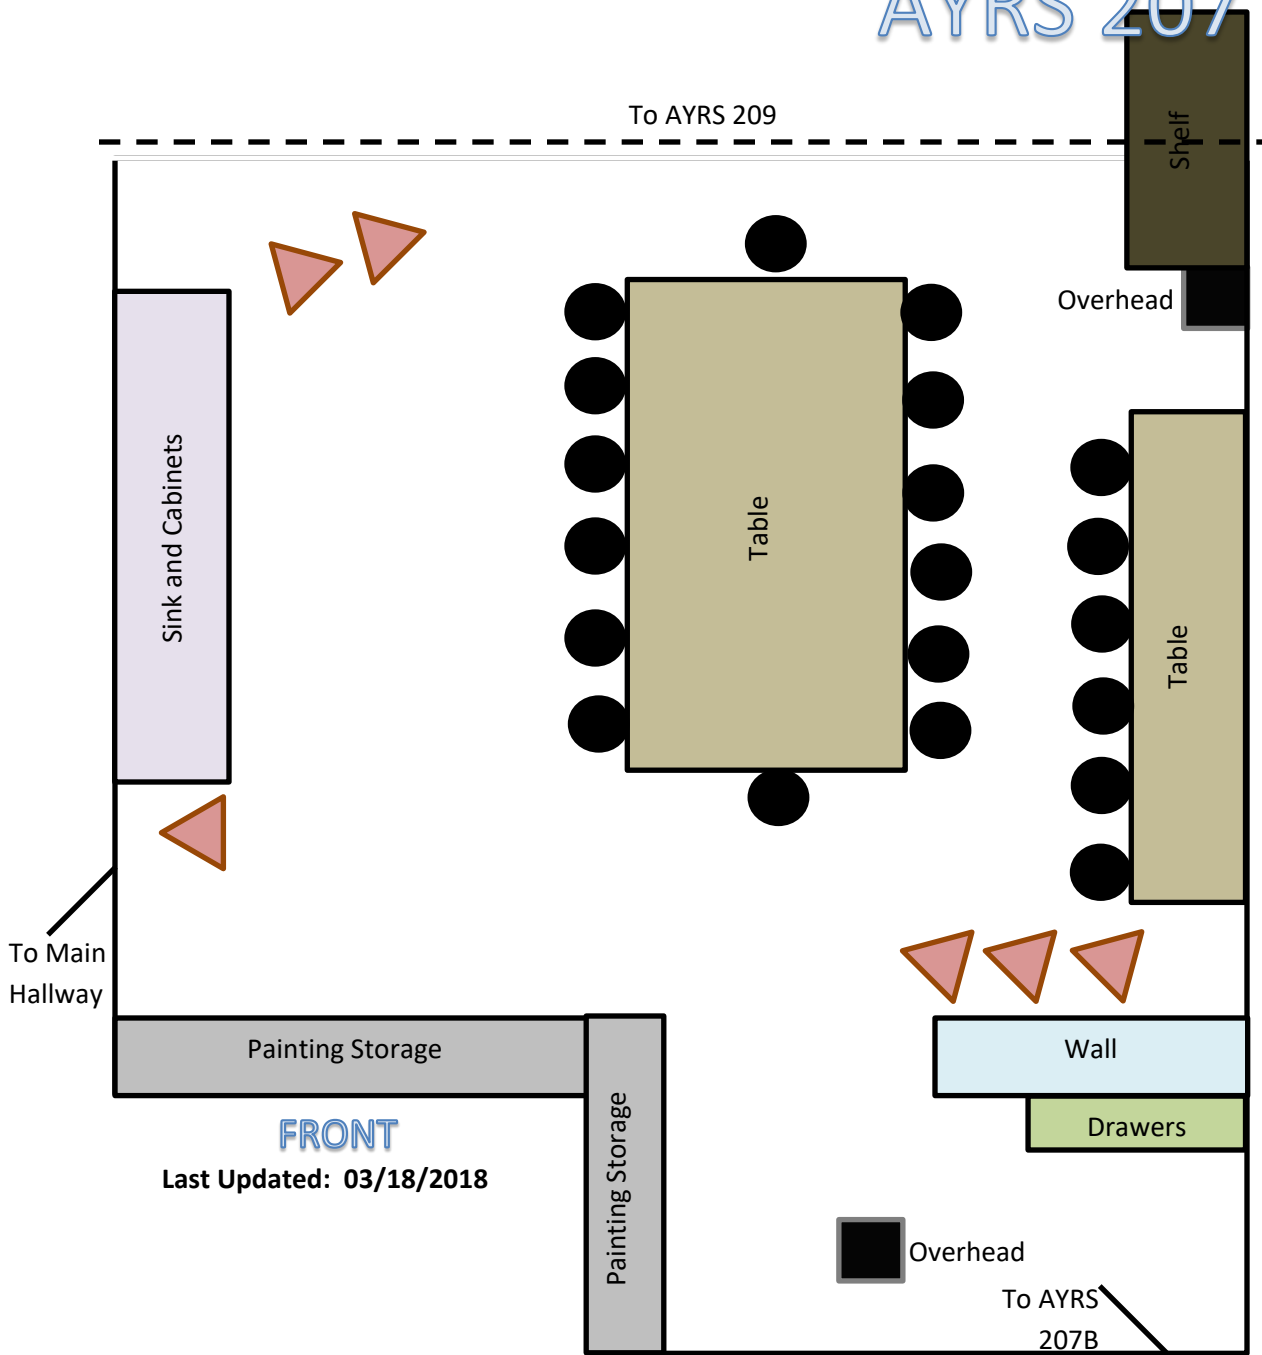 AYRS 207
To AYRS 209
Shelf
Overhead
Sink and Cabinets
Table
Table
To Main
Hallway
Painting Storage
Wall
Painting Storage
Drawers
FRONT
Last Updated:  03/18/2018
Overhead
To AYRS
207B